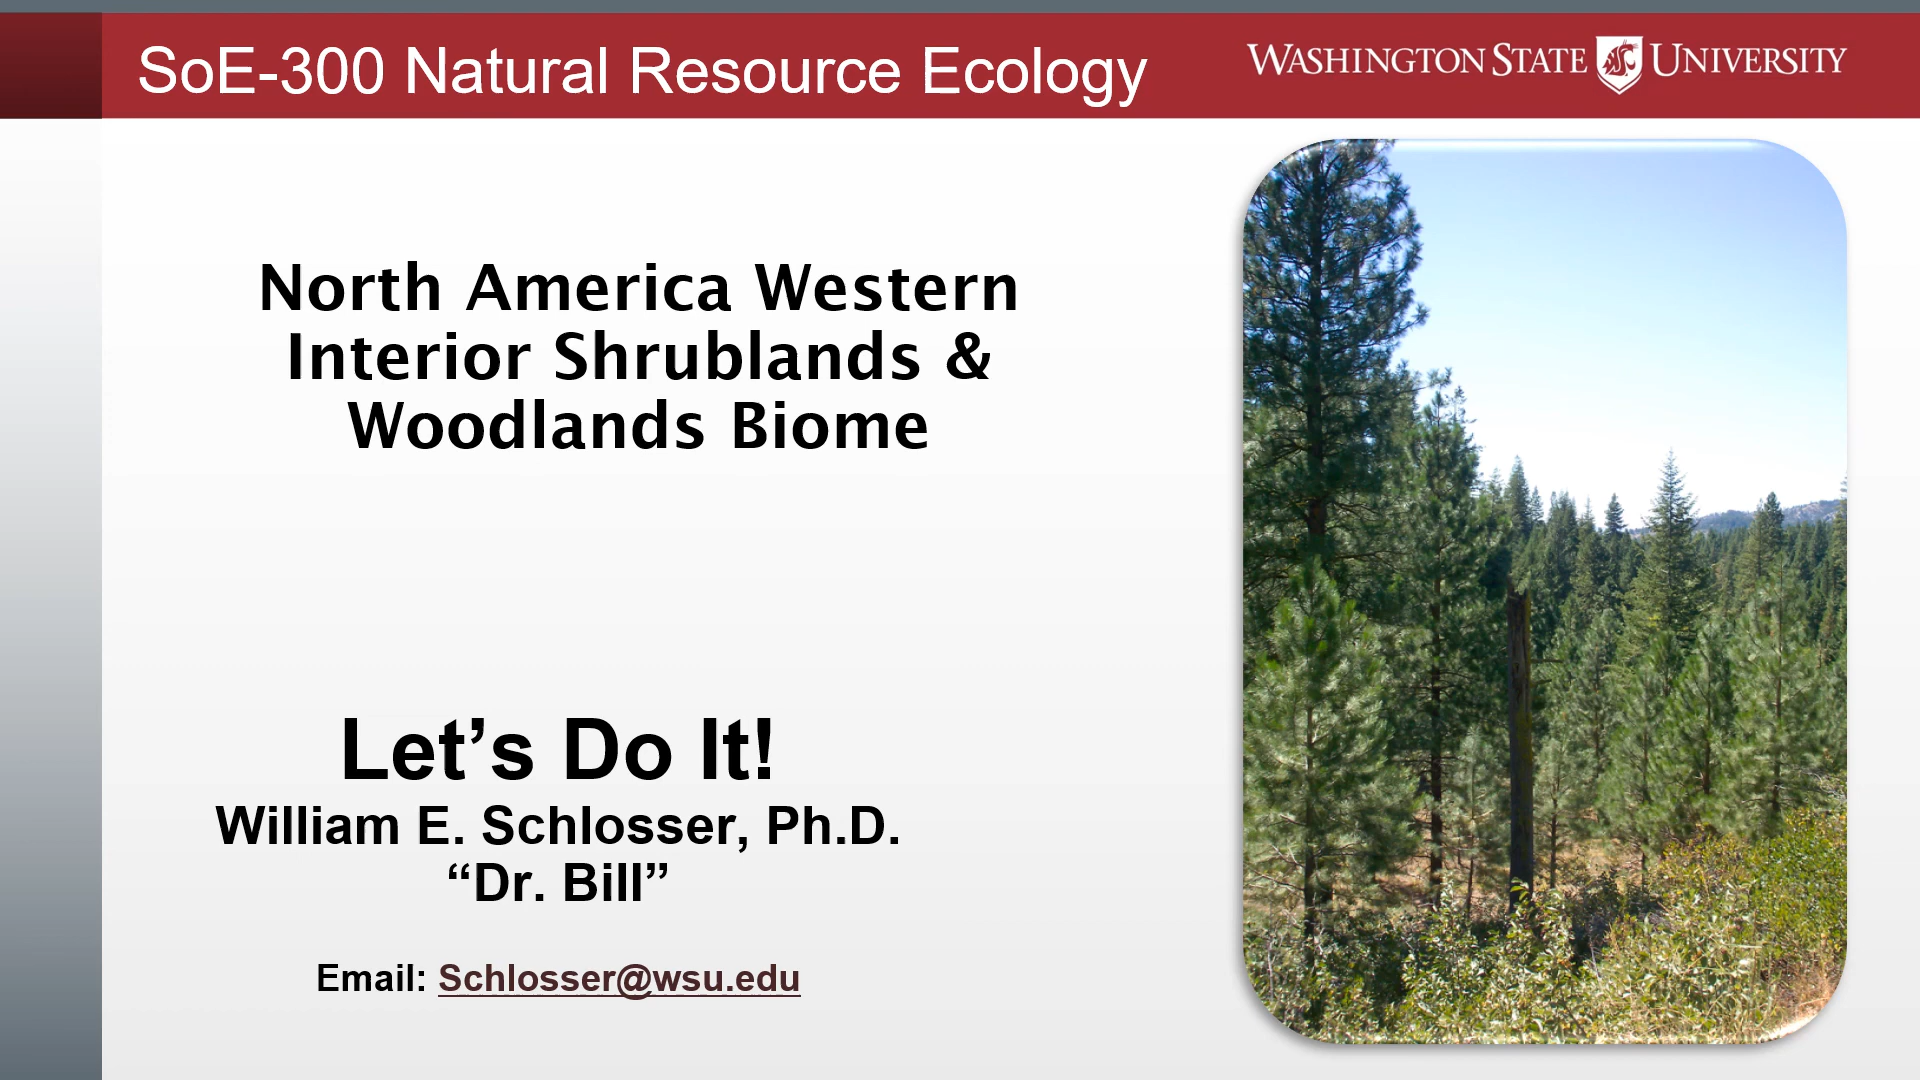 SoE-300 Natural Resource Ecology
WASHINGTON STATE UNIVERSITY
North America Western
Interior Shrublands &
Woodlands Biome
Let’s Do It!
William E. Schlosser, Ph.D.
“Dr. Bill”
Email: Schlosser@wsu.edu